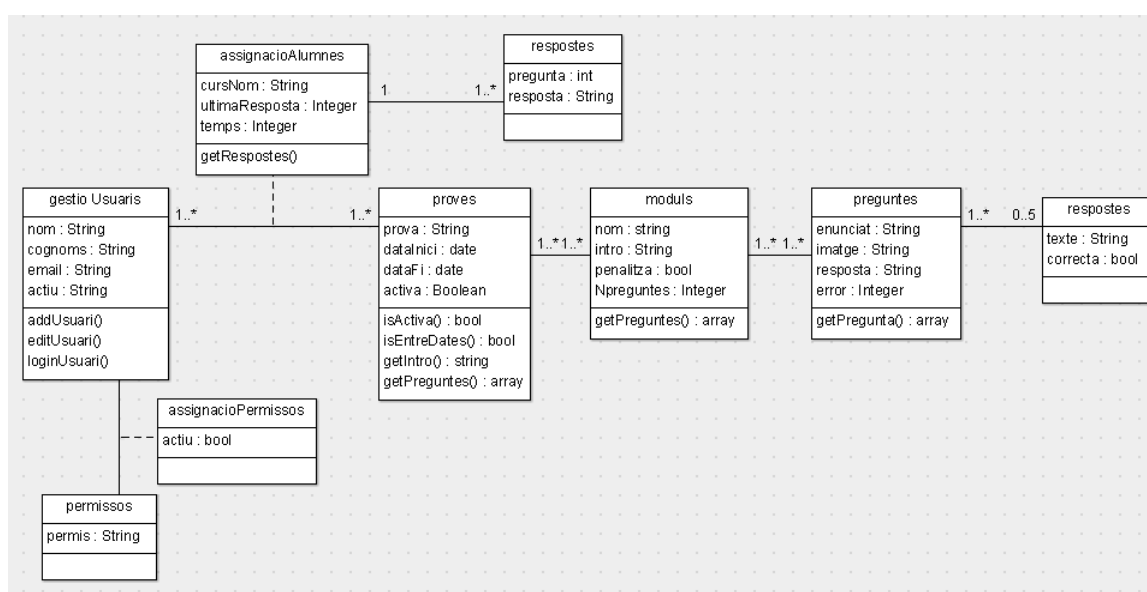 assignacioAlumnes
cursNom : String
ultimaResposta : Integer
temps : Integer
getRespostes()
1
1..*
respostes
pregunta : int
resposta : String
gestio Usuaris
nom : String
cognoms : String
email : String
actiu : String
addUsuari()
editUsuari()
loginUsuari()
1..*
1..*
proves
prova : String
dataInici : date
dataFi : date
activa : Boolean
isActiva() : bool
isEntreDates() : bool
getIntro() : string
getPreguntes() : array
1..*
1..*
moduls
nom : string
intro : String
penalitza : bool
Npreguntes : Integer
getPreguntes() : array
1..*
1..*
preguntes
enunciat : String
imatge : String
resposta : String
error : Integer
getPregunta() : array
1..*
0..5
respostes
texte : String
correcta : bool
assignacioPermissos
actiu : bool
permissos
permis : String